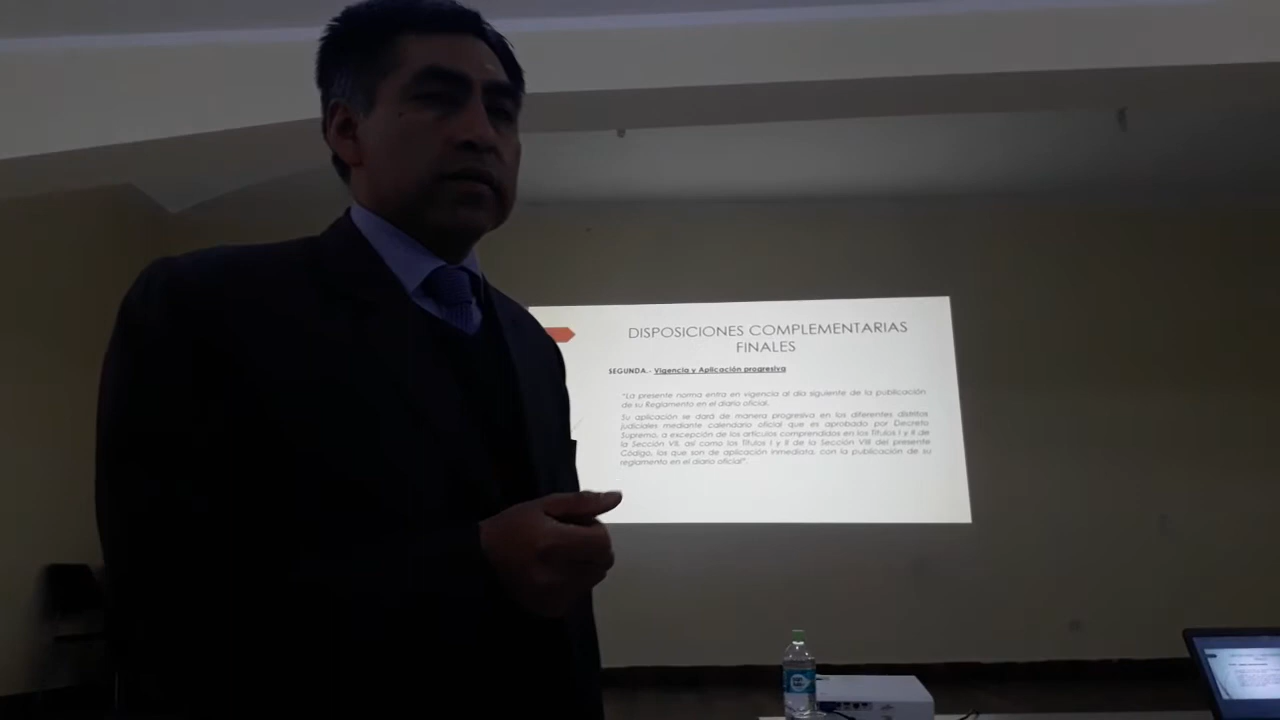 DISPOSICIONES COMPLEMENTARIAS
FINALES
SEGUNDA.- Vigencia y Aplicación progresiva
"La presente norma entra en vigencia al día siguiente de la publicación
de su Reglamento en el diario oficial.
Su aplicación se dará de manera progresiva en los diferentes distritos
judiciales mediante calendario oficial que es aprobado por Decreto
Supremo, a excepción de los artículos comprendidos en los Títulos I y II de
la Sección VII, así como los Títulos I y II de la Sección VIII del presente
Código, los que son de aplicación inmediata, con la publicación de su
reglamento en el diario oficial".